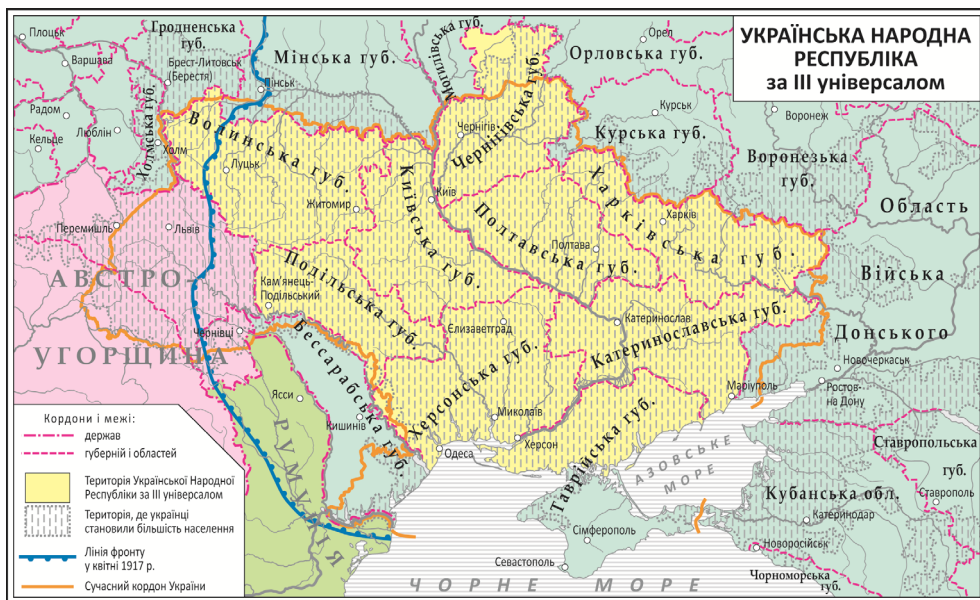 УКРАЇНСЬКА НАРОДНА
РЕСПУБЛІКА
за ІІІ універсалом
Плоцьк
Варшава
Гродненська
губ.
Брест-Литовськ
(Берестя)
Мінська губ.
Пінськ
Могилівська губ.
Орел
Орловська губ.
Радом
Люблін
Кельце
Холмська губ.
Холм
Волинська губ.
Луцьк
Житомир
Чернігів
Чернігівська губ.
Курськ
Курська губ.
Воронеж
Воронезька
губ.
Київ
Київська губ.
Харків
Харківська губ.
Область
Війська
Донського
Перемишль
Львів
АВСТРО-
УГОРЩИНА
Полтава
Полтавська губ.
Кам'янець-
Подільський
Подільська губ.
Чернівці
Єлизаветград
Катеринослав
Катеринославська губ.
Бессарабська губ.
Новочеркаськ
Ростов-
на Дону
Маріуполь
Ясси
Кишинів
Херсонська губ.
Миколаїв
Херсон
Одеса
Таврійська губ.
АЗОВСЬКЕ
МОРЕ
РУМУНІЯ
Ставропольська
губ.
Ставрополь
Кубанська обл.
Катеринодар
Новоросійськ
Чорноморська
губ.
Сімферополь
Севастополь
ЧОРНЕ МОРЕ
Кордони і межі:
держав
губерній і областей
Територія Української Народної
Республіки за ІІІ універсалом
Територія, де українці
становили більшість населення
Лінія фронту
у квітні 1917 р.
Сучасний кордон України